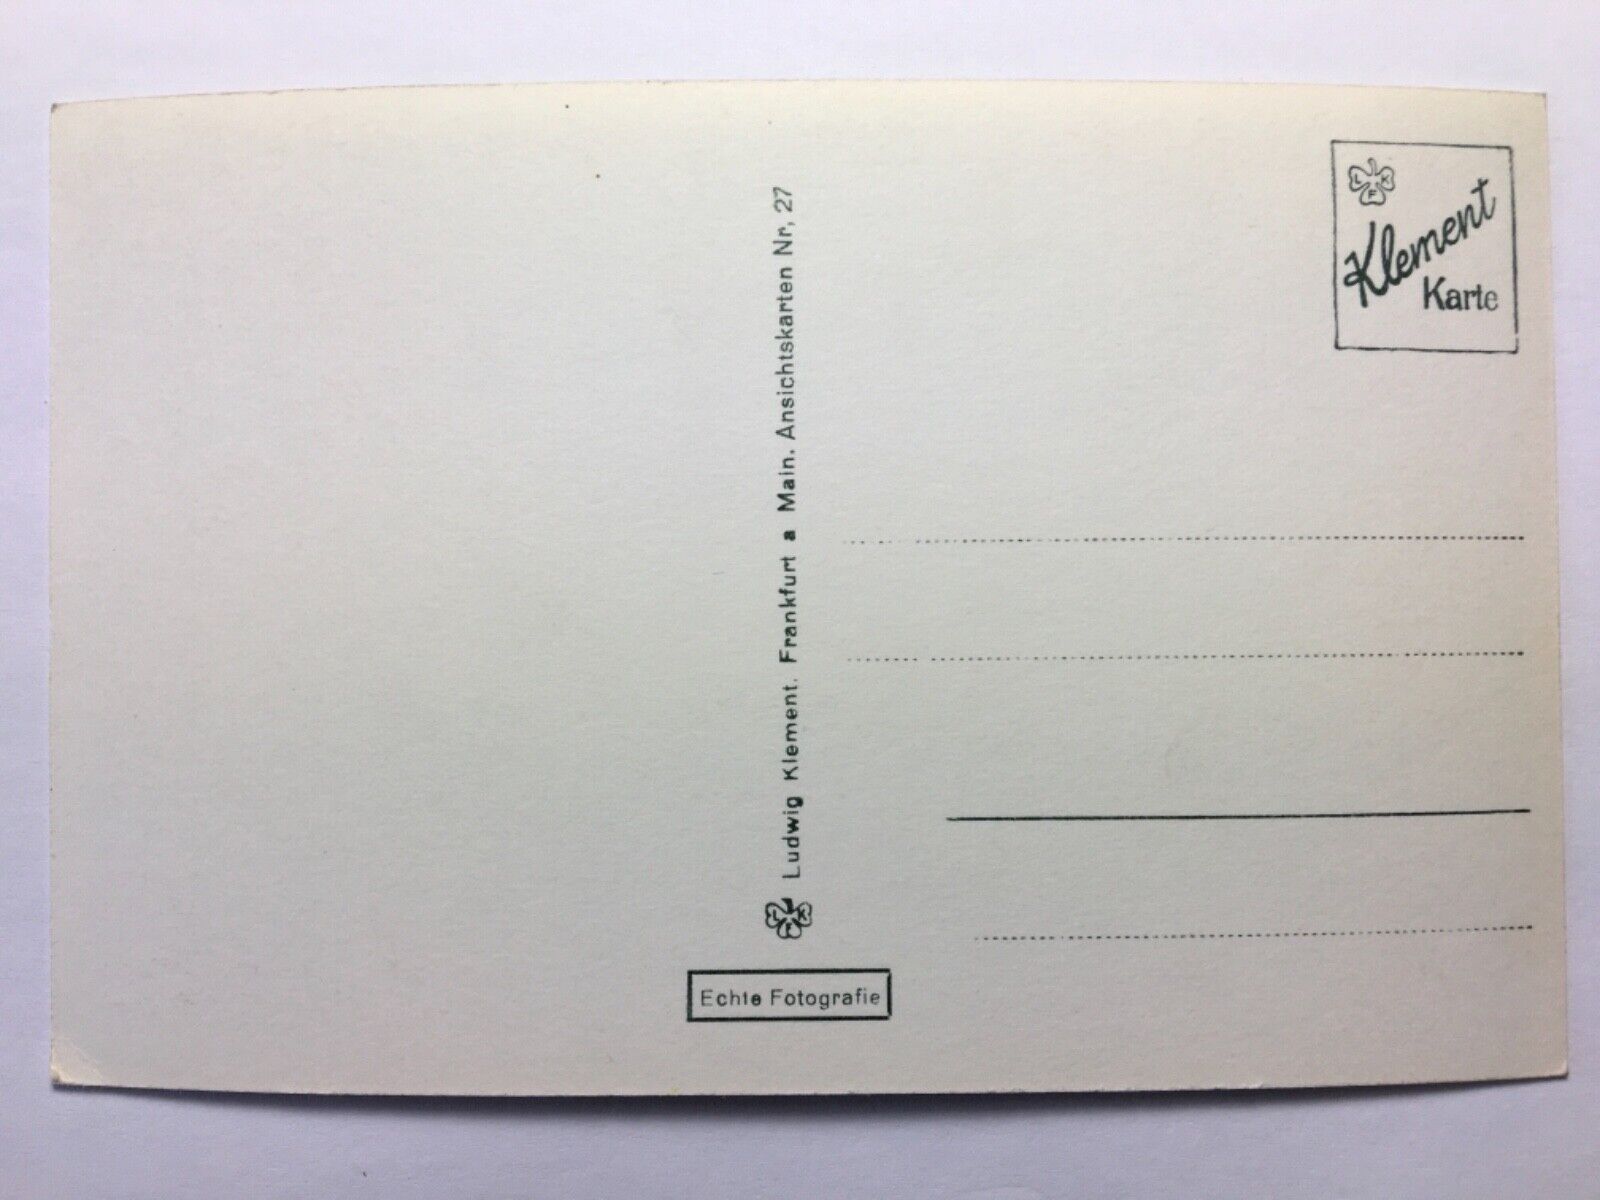 L K
F
Klement
Karte
Ludwig Klement. Frankfurt a Main. Ansichtskarten Nr, 27
L K
F
Echte Fotografie